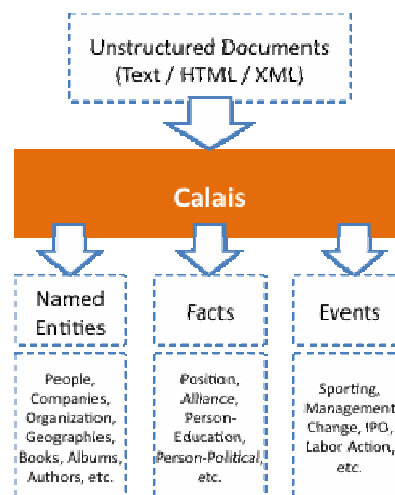 Unstructured Documents
(Text / HTML / XML)
Calais
Named
Entities
Facts
Events
People,
Companies,
Organization,
Geographies,
Books, Albums,
Authors, etc.
Position,
Alliance,
Person-
Education,
Person-Political,
etc.
Sporting,
Management
Change, IPO,
Labor Action,
etc.